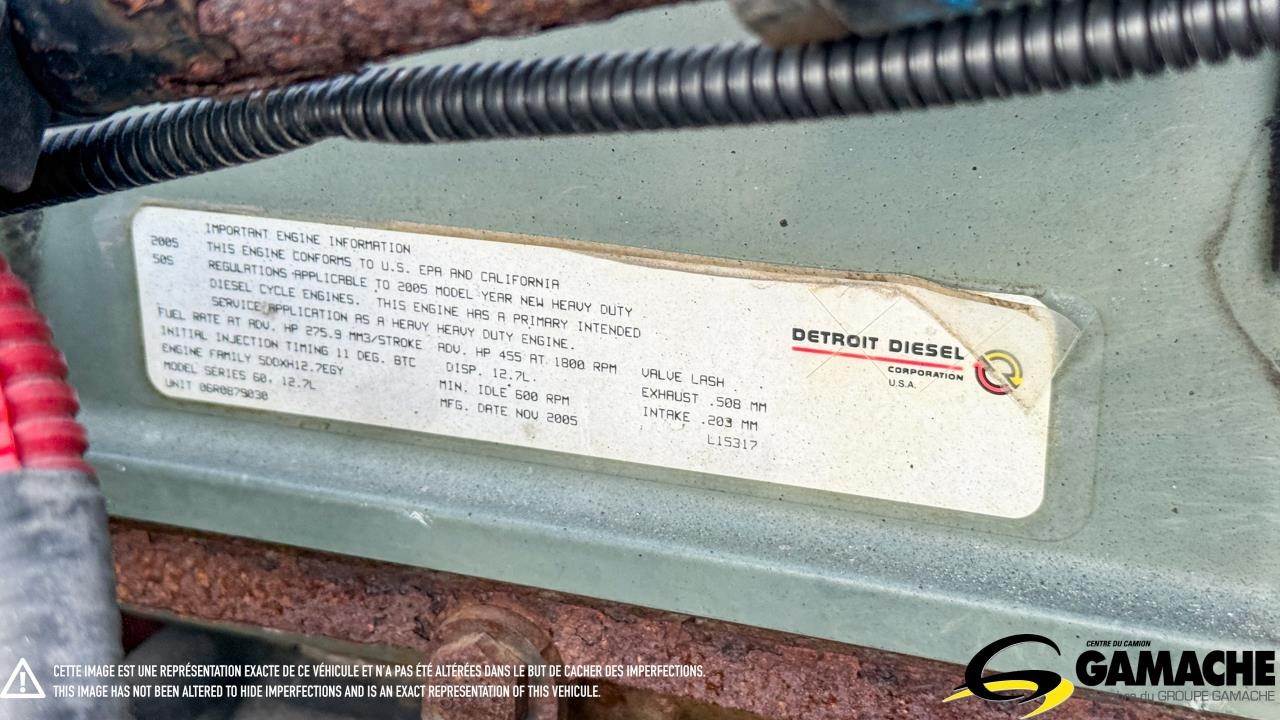 IMPORTANT ENGINE INFORMATION
2005 THIS ENGINE CONFORMS TO U.S. EPA AND CALIFORNIA
50S REGULATIONS APPLICABLE TO 2005 MODEL YEAR NEW HEAVY DUTY
DIESEL CYCLE ENGINES. THIS ENGINE HAS A PRIMARY INTENDED
SERVICE APPLICATION AS A HEAVY HEAVY DUTY ENGINE.
FUEL RATE AT ADV. HP 275.9 MM3/STROKE ADV. HP 455 AT 1800 RPM VALVE LASH
INITIAL INJECTION TIMING 11 DEG. BTC DISP. 12.7L. EXHAUST .508 MM
ENGINE FAMILY 5DDXH12.7EGY MIN. IDLE 600 RPM INTAKE .203 MM
MODEL SERIES 60, 12.7L MFG. DATE NOV 2005 L15317
UNIT 06R0879030
DETROIT DIESEL
CORPORATION
U.S.A.
CETTE IMAGE EST UNE REPRÉSENTATION EXACTE DE CE VÉHICULE ET N'A PAS ÉTÉ ALTÉRÉES DANS LE BUT DE CACHER DES IMPERFECTIONS.
THIS IMAGE HAS NOT BEEN ALTERED TO HIDE IMPERFECTIONS AND IS AN EXACT REPRESENTATION OF THIS VEHICLE.
CENTRE DU CAMION
GAMACHE
du GROUPE GAMACHE